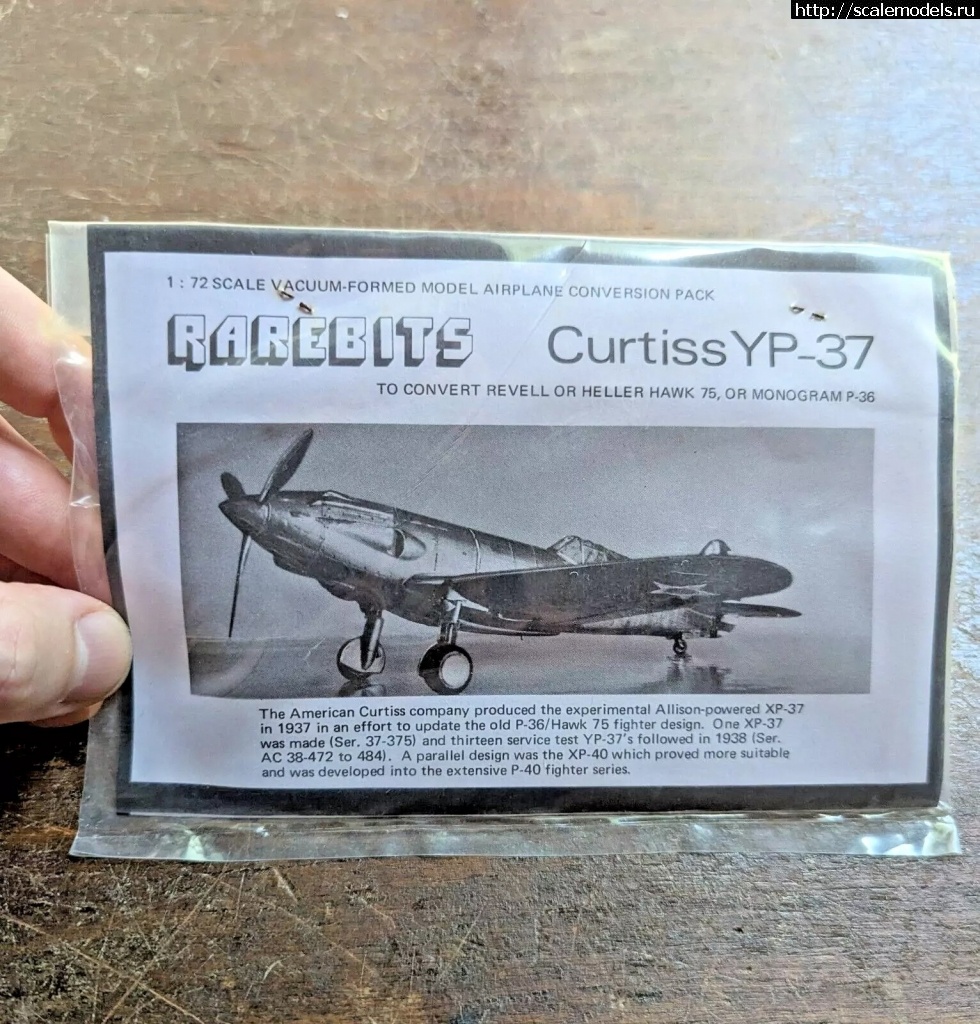 http://scalemodels.ru
1 : 72 SCALE VACUUM-FORMED MODEL AIRPLANE CONVERSION PACK
RAREBITS Curtiss YP-37
TO CONVERT REVELL OR HELLER HAWK 75, OR MONOGRAM P-36
The American Curtiss company produced the experimental Allison-powered XP-37
in 1937 in an effort to update the old P-36/Hawk 75 fighter design. One XP-37
was made (Ser. 37-375) and thirteen service test YP-37's followed in 1938 (Ser.
AC 38-472 to 484). A parallel design was the XP-40 which proved more suitable
and was developed into the extensive P-40 fighter series.